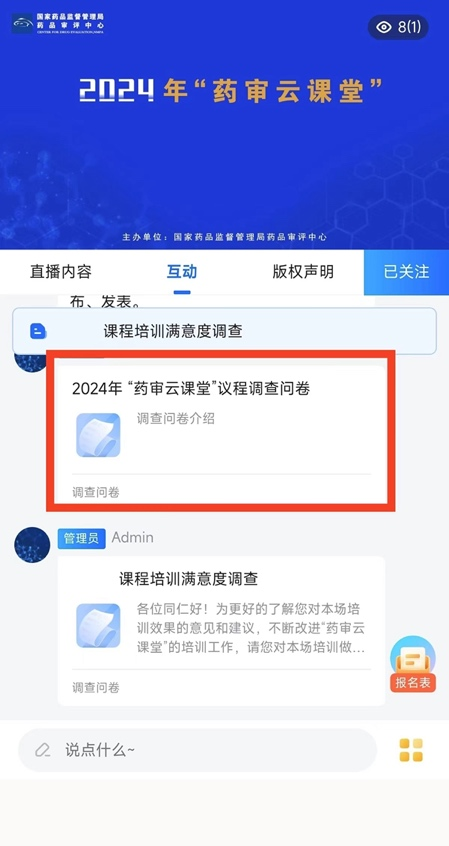 国家药品监督管理局
药品审评中心
CENTER FOR DRUG EVALUATION,NMPA
8(1)
2024年“药审云课堂”
主办单位：国家药品监督管理局药品审评中心
直播内容 互动 版权声明 已关注
布、发表。
课程培训满意度调查
2024年 “药审云课堂”议程调查问卷
调查问卷介绍
调查问卷
管理员 Admin
课程培训满意度调查
各位同仁好！为更好的了解您对本场培
训效果的意见和建议，不断改进“药审云
课堂”的培训工作，请您对本场培训做...
调查问卷
报名表
说点什么~